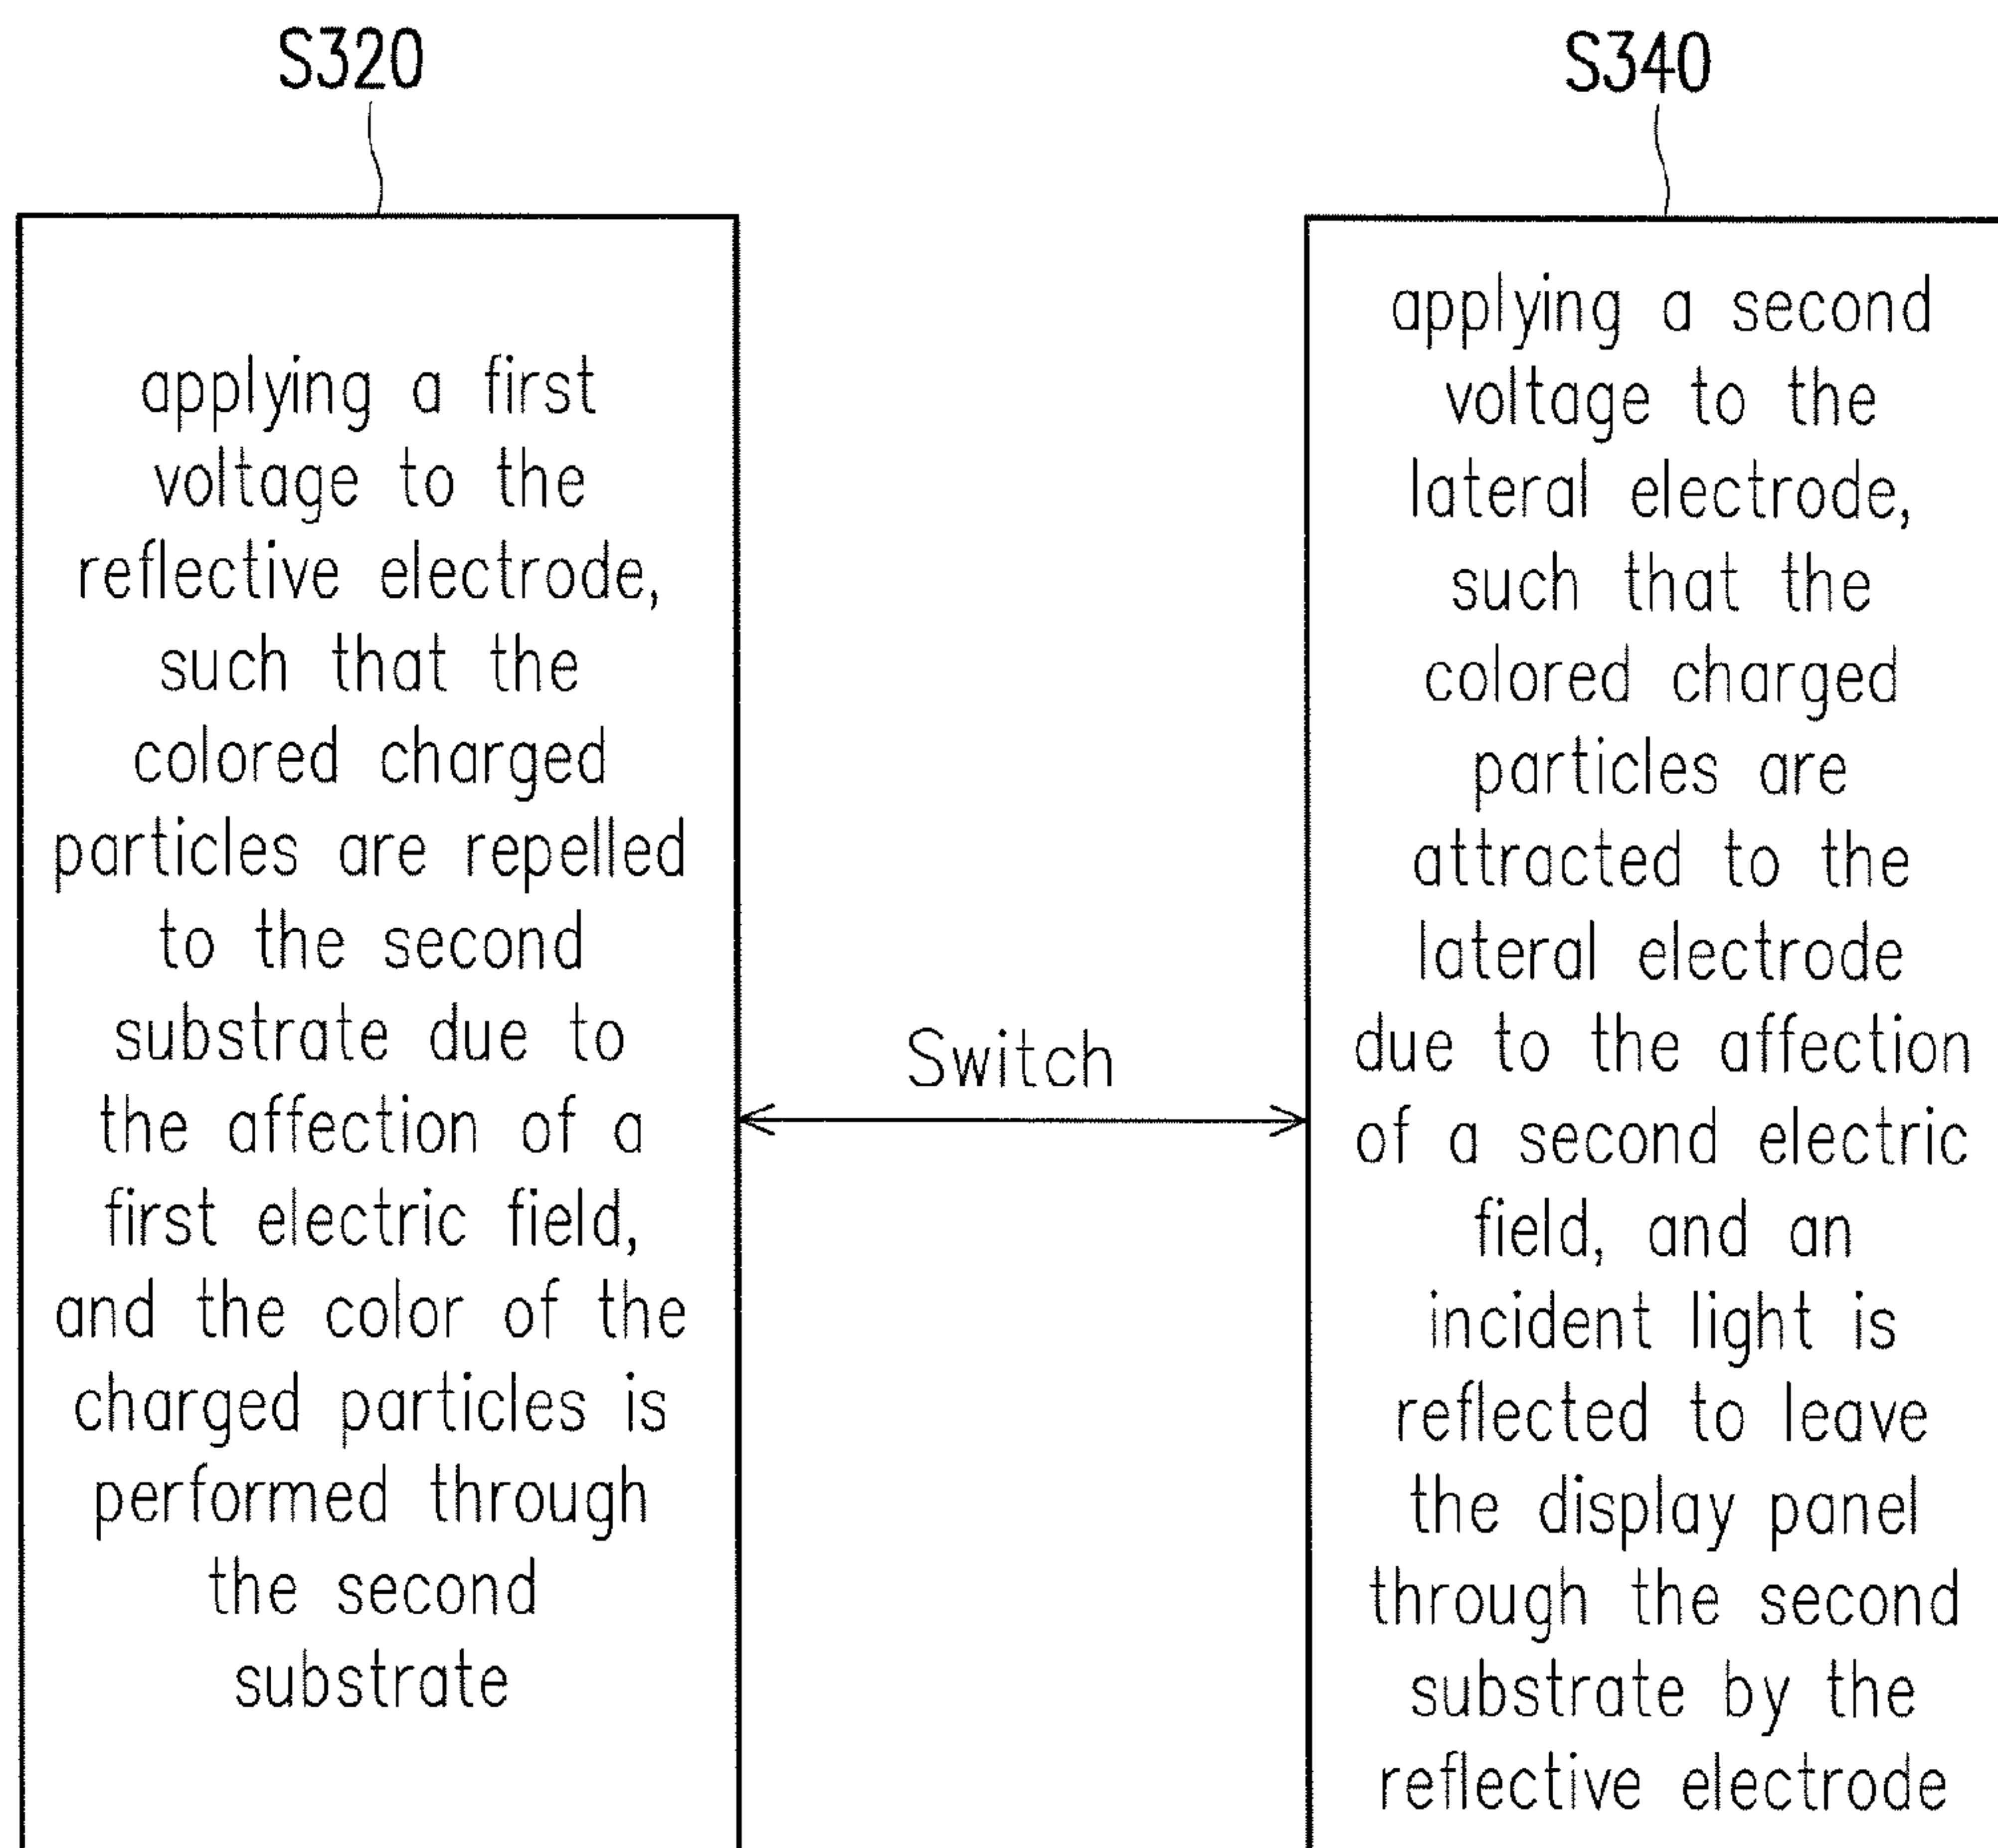 S320
applying a first
voltage to the
reflective electrode,
such that the
colored charged
particles are repelled
to the second
substrate due to
the affection of a
first electric field,
and the color of the
charged particles is
performed through
the second
substrate
Switch
S340
applying a second
voltage to the
lateral electrode,
such that the
colored charged
particles are
attracted to the
lateral electrode
due to the affection
of a second electric
field, and an
incident light is
reflected to leave
the display panel
through the second
substrate by the
reflective electrode